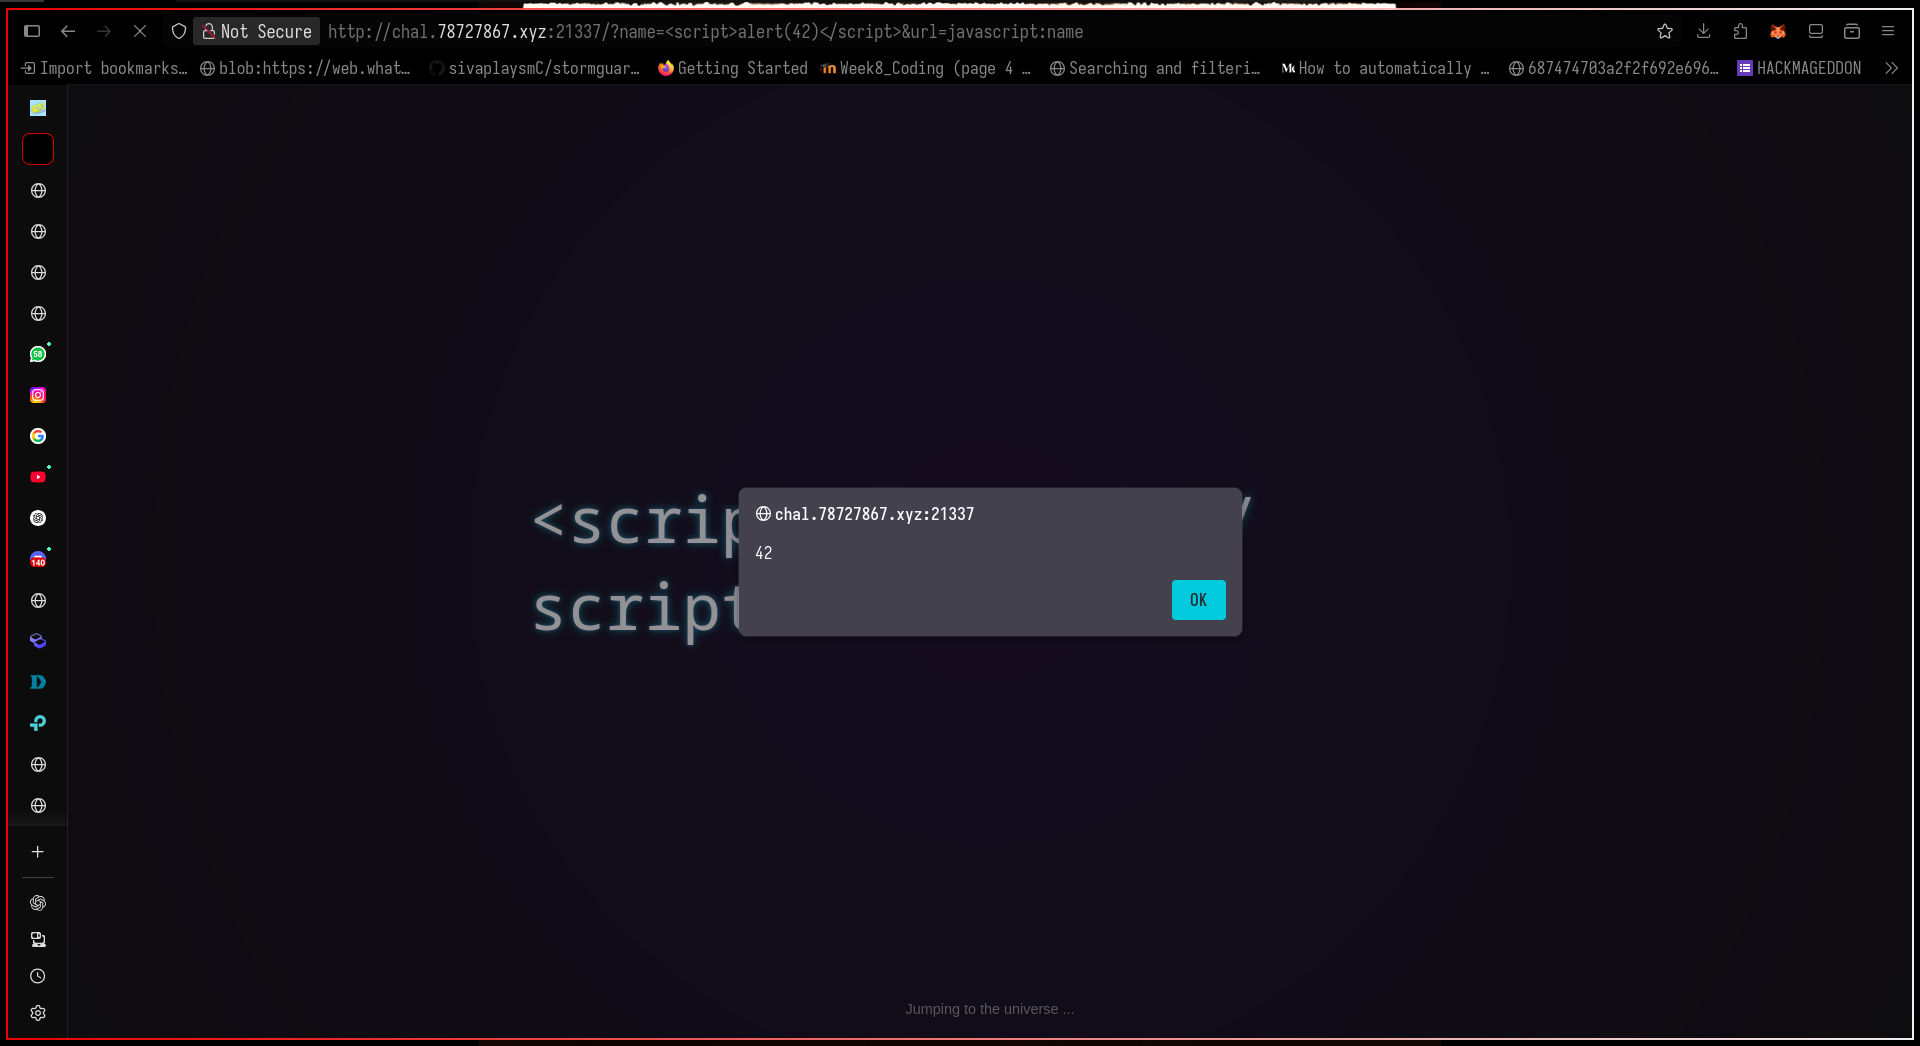 Not Secure http://chal.78727867.xyz:21337/?name=<script>alert(42)</script>&url=javascript:name
Import bookmarks… blob:https://web.what… sivaplaysmC/stormguar… Getting Started Week8_Coding (page 4 … Searching and filteri… How to automatically … 687474703a2f2f692e696… HACKMAGEDDON
58
140
chal.78727867.xyz:21337
42
OK
<scrip
script
Jumping to the universe ...